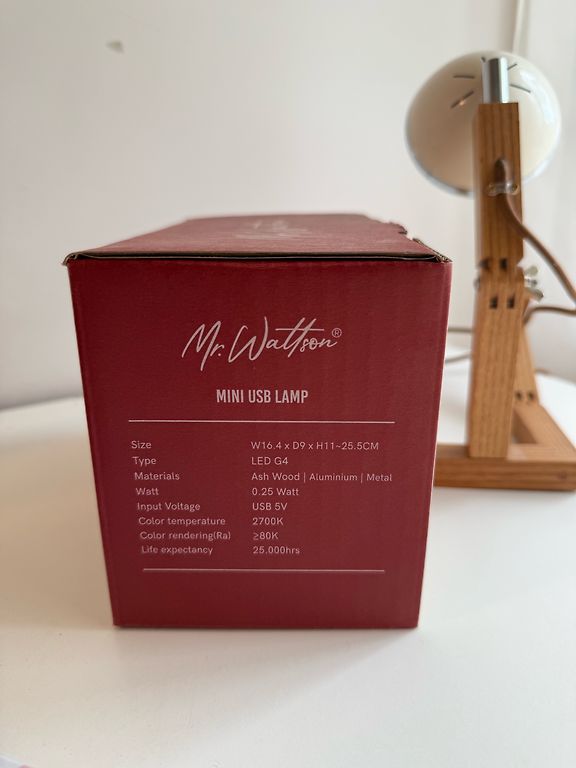 Mr. Wattson®
MINI USB LAMP
Size W16.4 x D9 x H11~25.5CM
Type LED G4
Materials Ash Wood | Aluminium | Metal
Watt 0.25 Watt
Input Voltage USB 5V
Color temperature 2700K
Color rendering(Ra) ≥80K
Life expectancy 25.000hrs